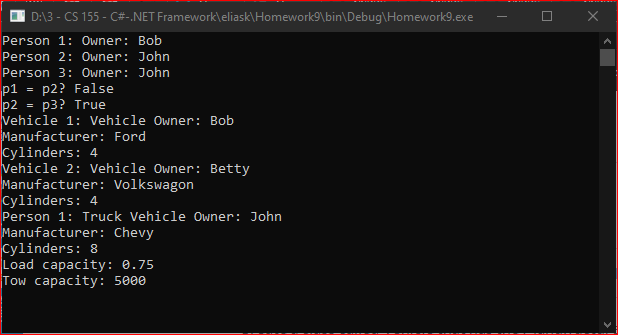 D:\3 - CS 155 - C#-.NET Framework\eliask\Homework9\bin\Debug\Homework9.exe
Person 1: Owner: Bob
Person 2: Owner: John
Person 3: Owner: John
p1 = p2? False
p2 = p3? True
Vehicle 1: Vehicle Owner: Bob
Manufacturer: Ford
Cylinders: 4
Vehicle 2: Vehicle Owner: Betty
Manufacturer: Volkswagon
Cylinders: 4
Person 1: Truck Vehicle Owner: John
Manufacturer: Chevy
Cylinders: 8
Load capacity: 0.75
Tow capacity: 5000